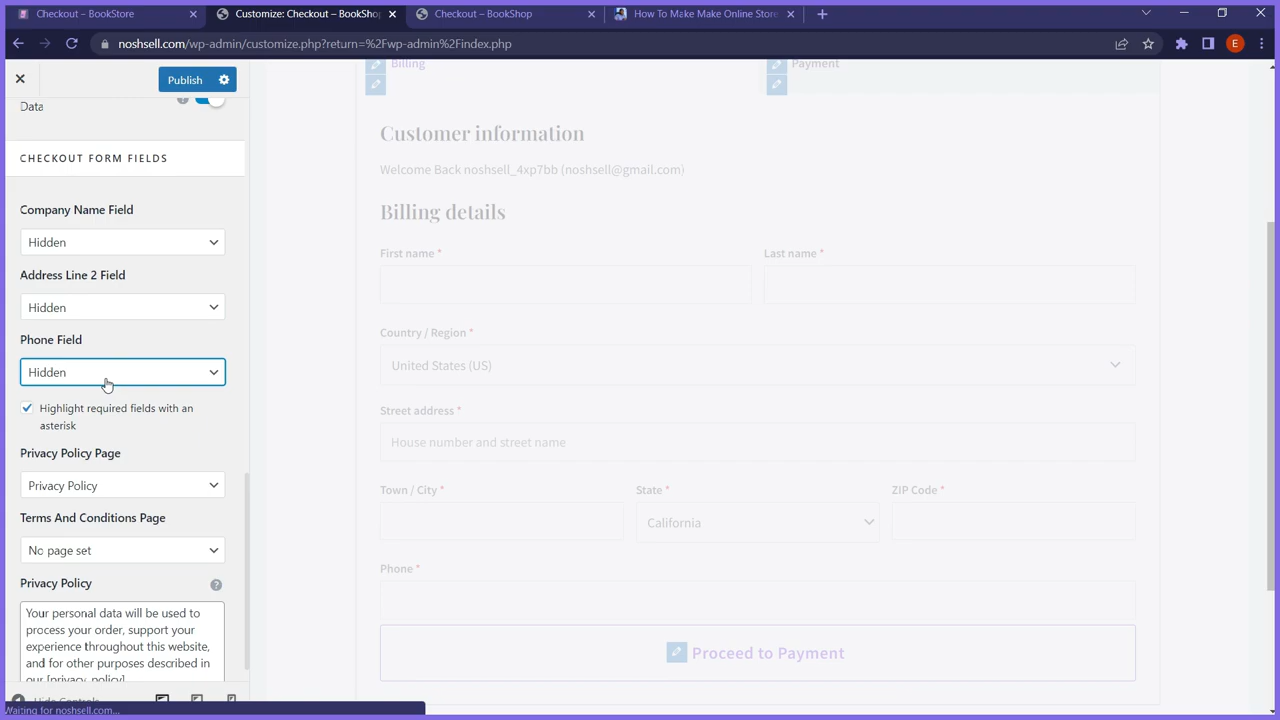 Checkout – BookStore
Customize: Checkout – BookSho
Checkout – BookShop
How To Make Make Online Store
noshsell.com/wp-admin/customize.php?return=%2Fwp-admin%2Findex.php
E
Publish
Data
CHECKOUT FORM FIELDS
Company Name Field
Hidden
Address Line 2 Field
Hidden
Phone Field
Hidden
Highlight required fields with an
asterisk
Privacy Policy Page
Privacy Policy
Terms And Conditions Page
No page set
Privacy Policy
Your personal data will be used to
process your order, support your
experience throughout this website,
and for other purposes described in
our [privacy_policy]
Hide Controls
Waiting for noshsell.com...
Billing
Payment
Customer information
Welcome Back noshsell_4xp7bb (noshsell@gmail.com)
Billing details
First name *
Last name *
Country / Region *
United States (US)
Street address *
House number and street name
Town / City *
State *
ZIP Code *
California
Phone *
Proceed to Payment